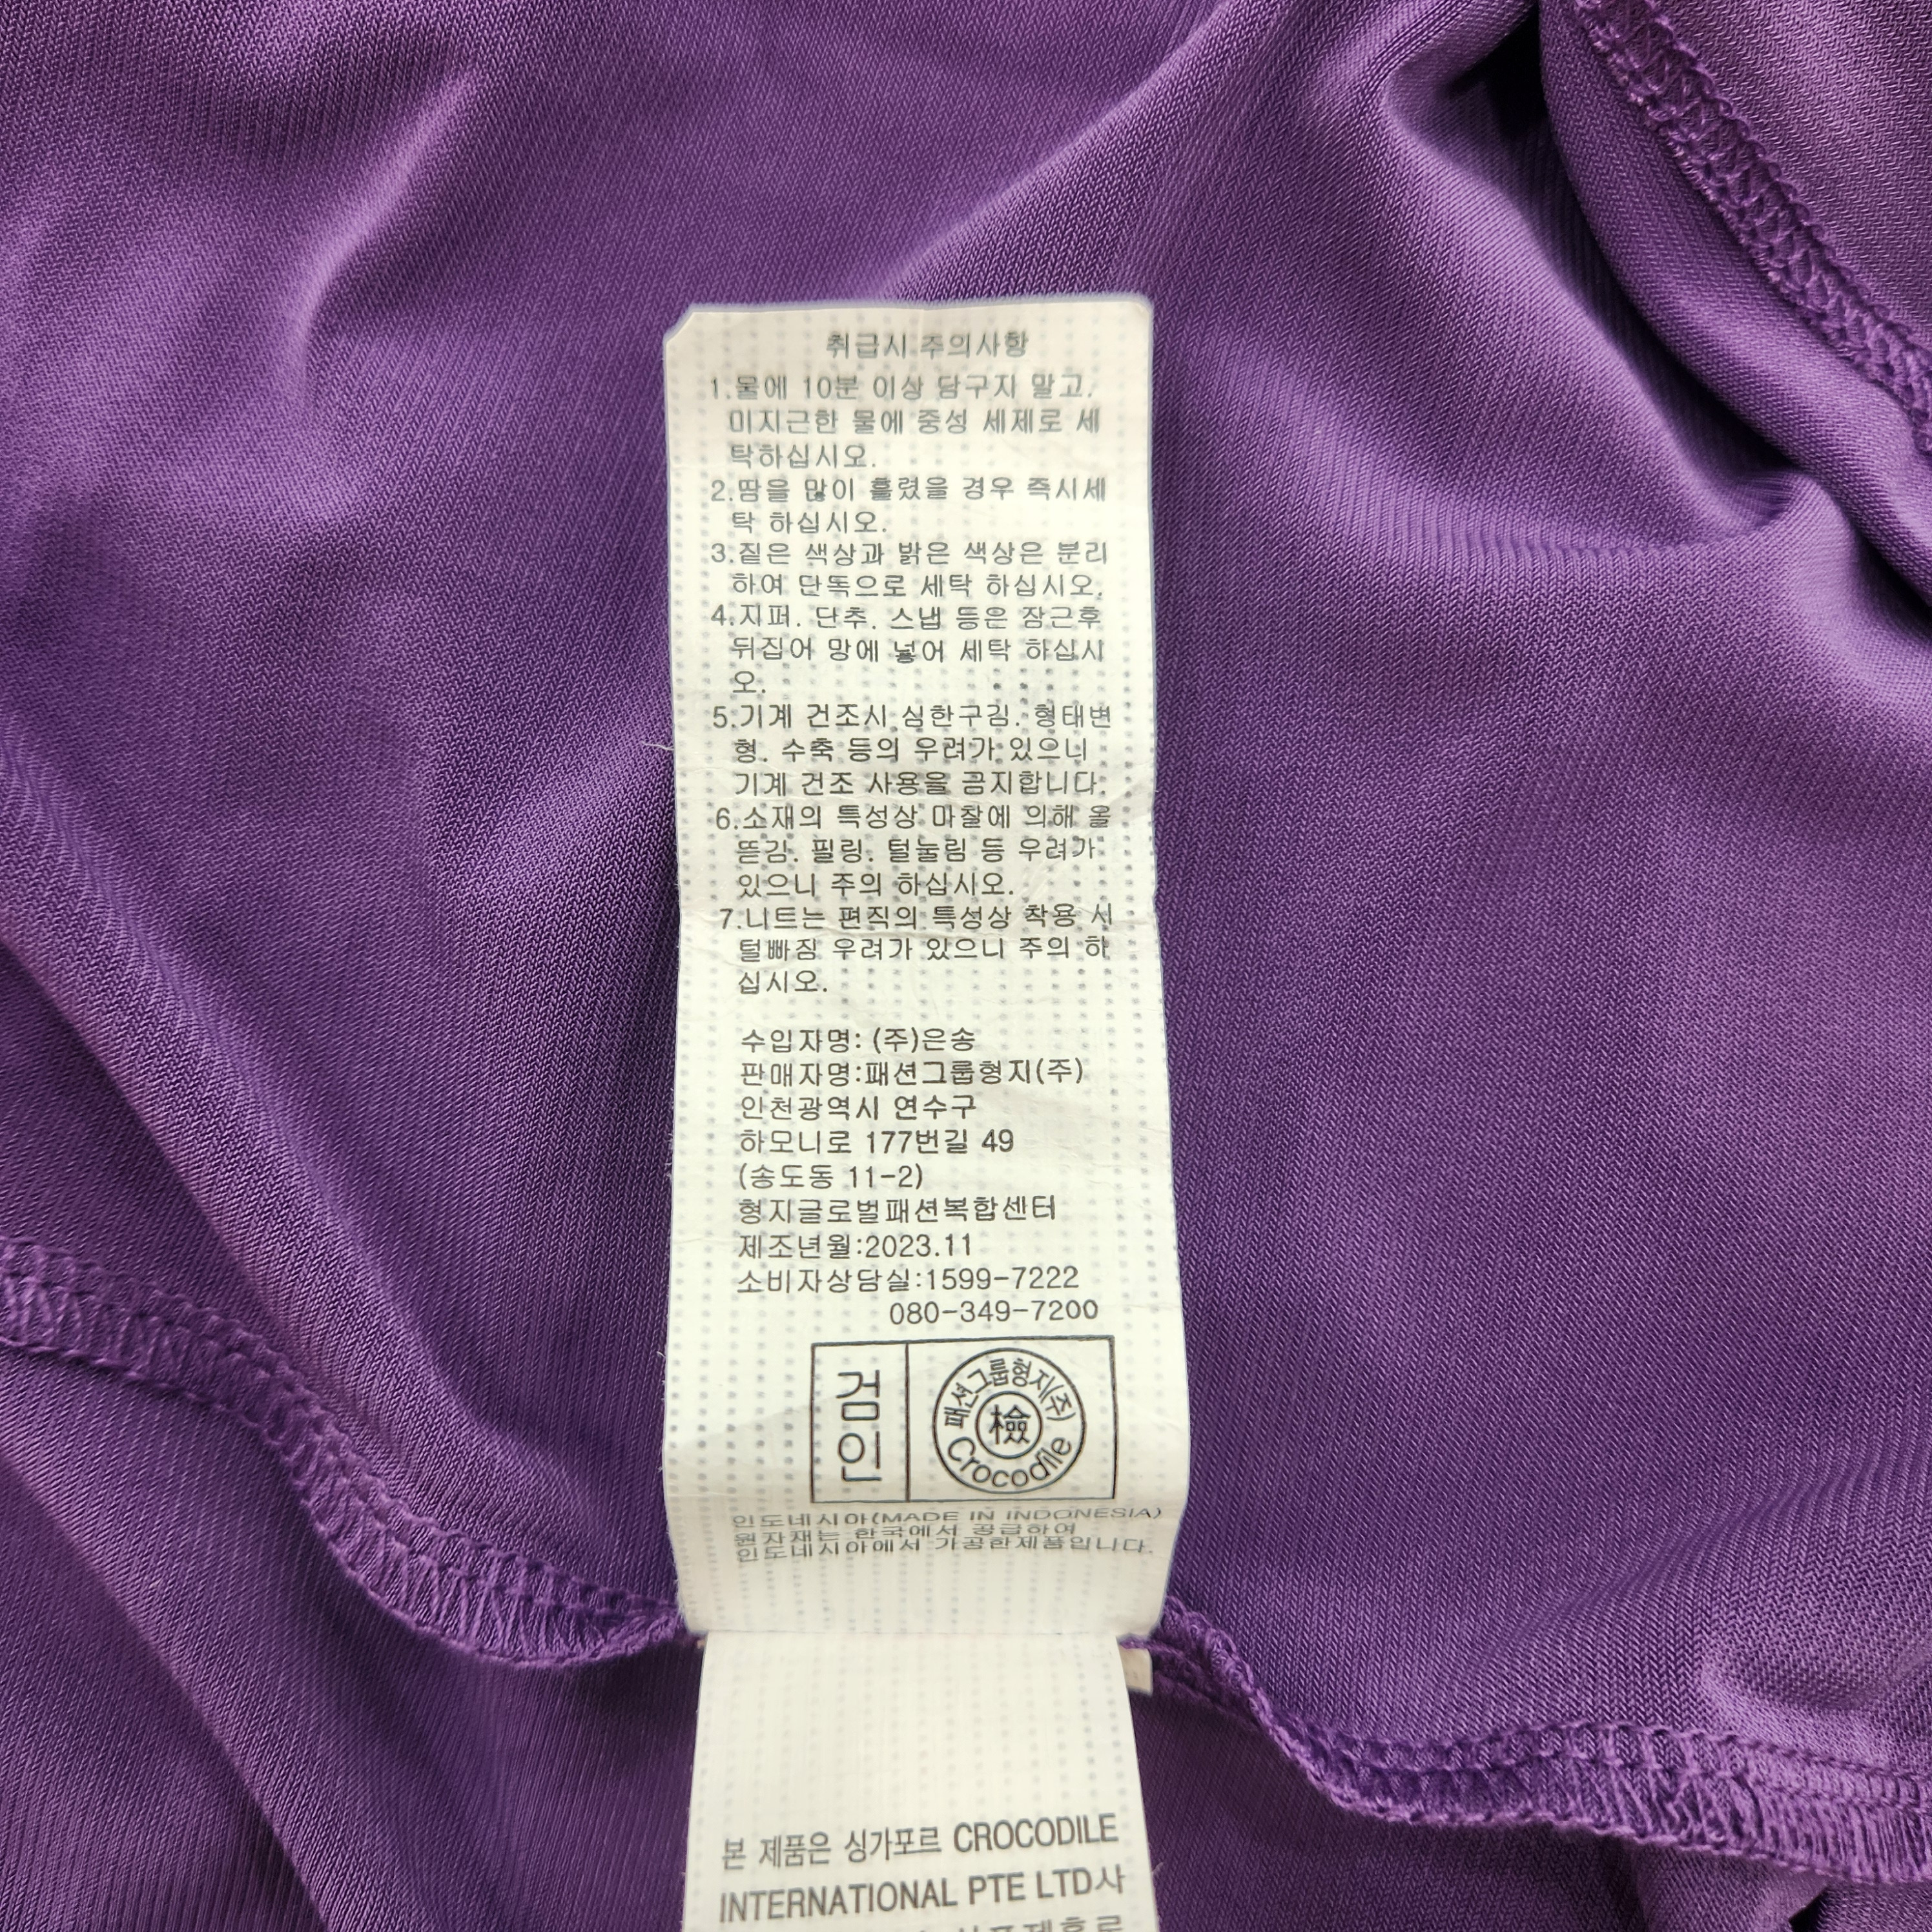 취급시 주의사항
1.물에 10분 이상 담구지 말고,
미지근한 물에 중성 세제로 세
탁하십시오.
2.땀을 많이 흘렸을 경우 즉시세
탁 하십시오.
3.짙은 색상과 밝은 색상은 분리
하여 단독으로 세탁 하십시오.
4.지퍼, 단추, 스냅 등은 잠근후
뒤집어 망에 넣어 세탁 하십시
오.
5.기계 건조시 심한구김, 형태변
형, 수축 등의 우려가 있으니
기계 건조 사용을 금지합니다.
6.소재의 특성상 마찰에 의해 올
뜯김, 필링, 털눌림 등 우려가
있으니 주의 하십시오.
7.니트는 편직의 특성상 착용 시
털빠짐 우려가 있으니 주의 하
십시오.
수입자명: (주)은송
판매자명:패션그룹형지(주)
인천광역시 연수구
하모니로 177번길 49
(송도동 11-2)
형지글로벌패션복합센터
제조년월:2023.11
소비자상담실:1599-7222
080-349-7200
검인
패션그룹형지(주)
檢
Crocodile
인도네시아(MADE IN INDONESIA)
원자재는 한국에서 공급하여
인도네시아에서 가공한제품입니다.
본 제품은 싱가포르 CROCODILE
INTERNATIONAL PTE LTD사